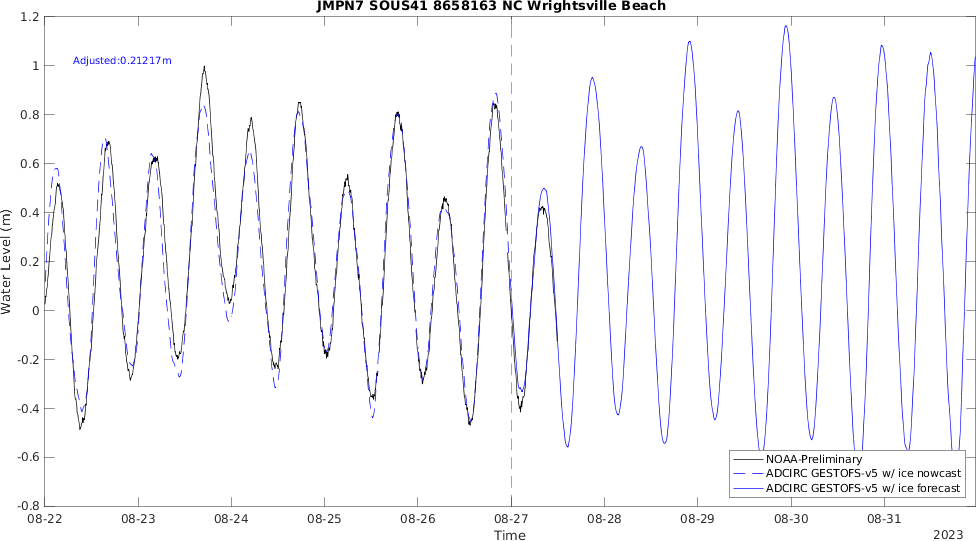 JMPN7 SOUS41 8658163 NC Wrightsville Beach
1.2
Adjusted:0.21217m
1
0.8
0.6
0.4
0.2
0
-0.2
-0.4
-0.6
-0.8
Water Level (m)
NOAA-Preliminary
ADCIRC GESTOFS-v5 w/ ice nowcast
ADCIRC GESTOFS-v5 w/ ice forecast
08-22 08-23 08-24 08-25 08-26 08-27 08-28 08-29 08-30 08-31
Time
2023